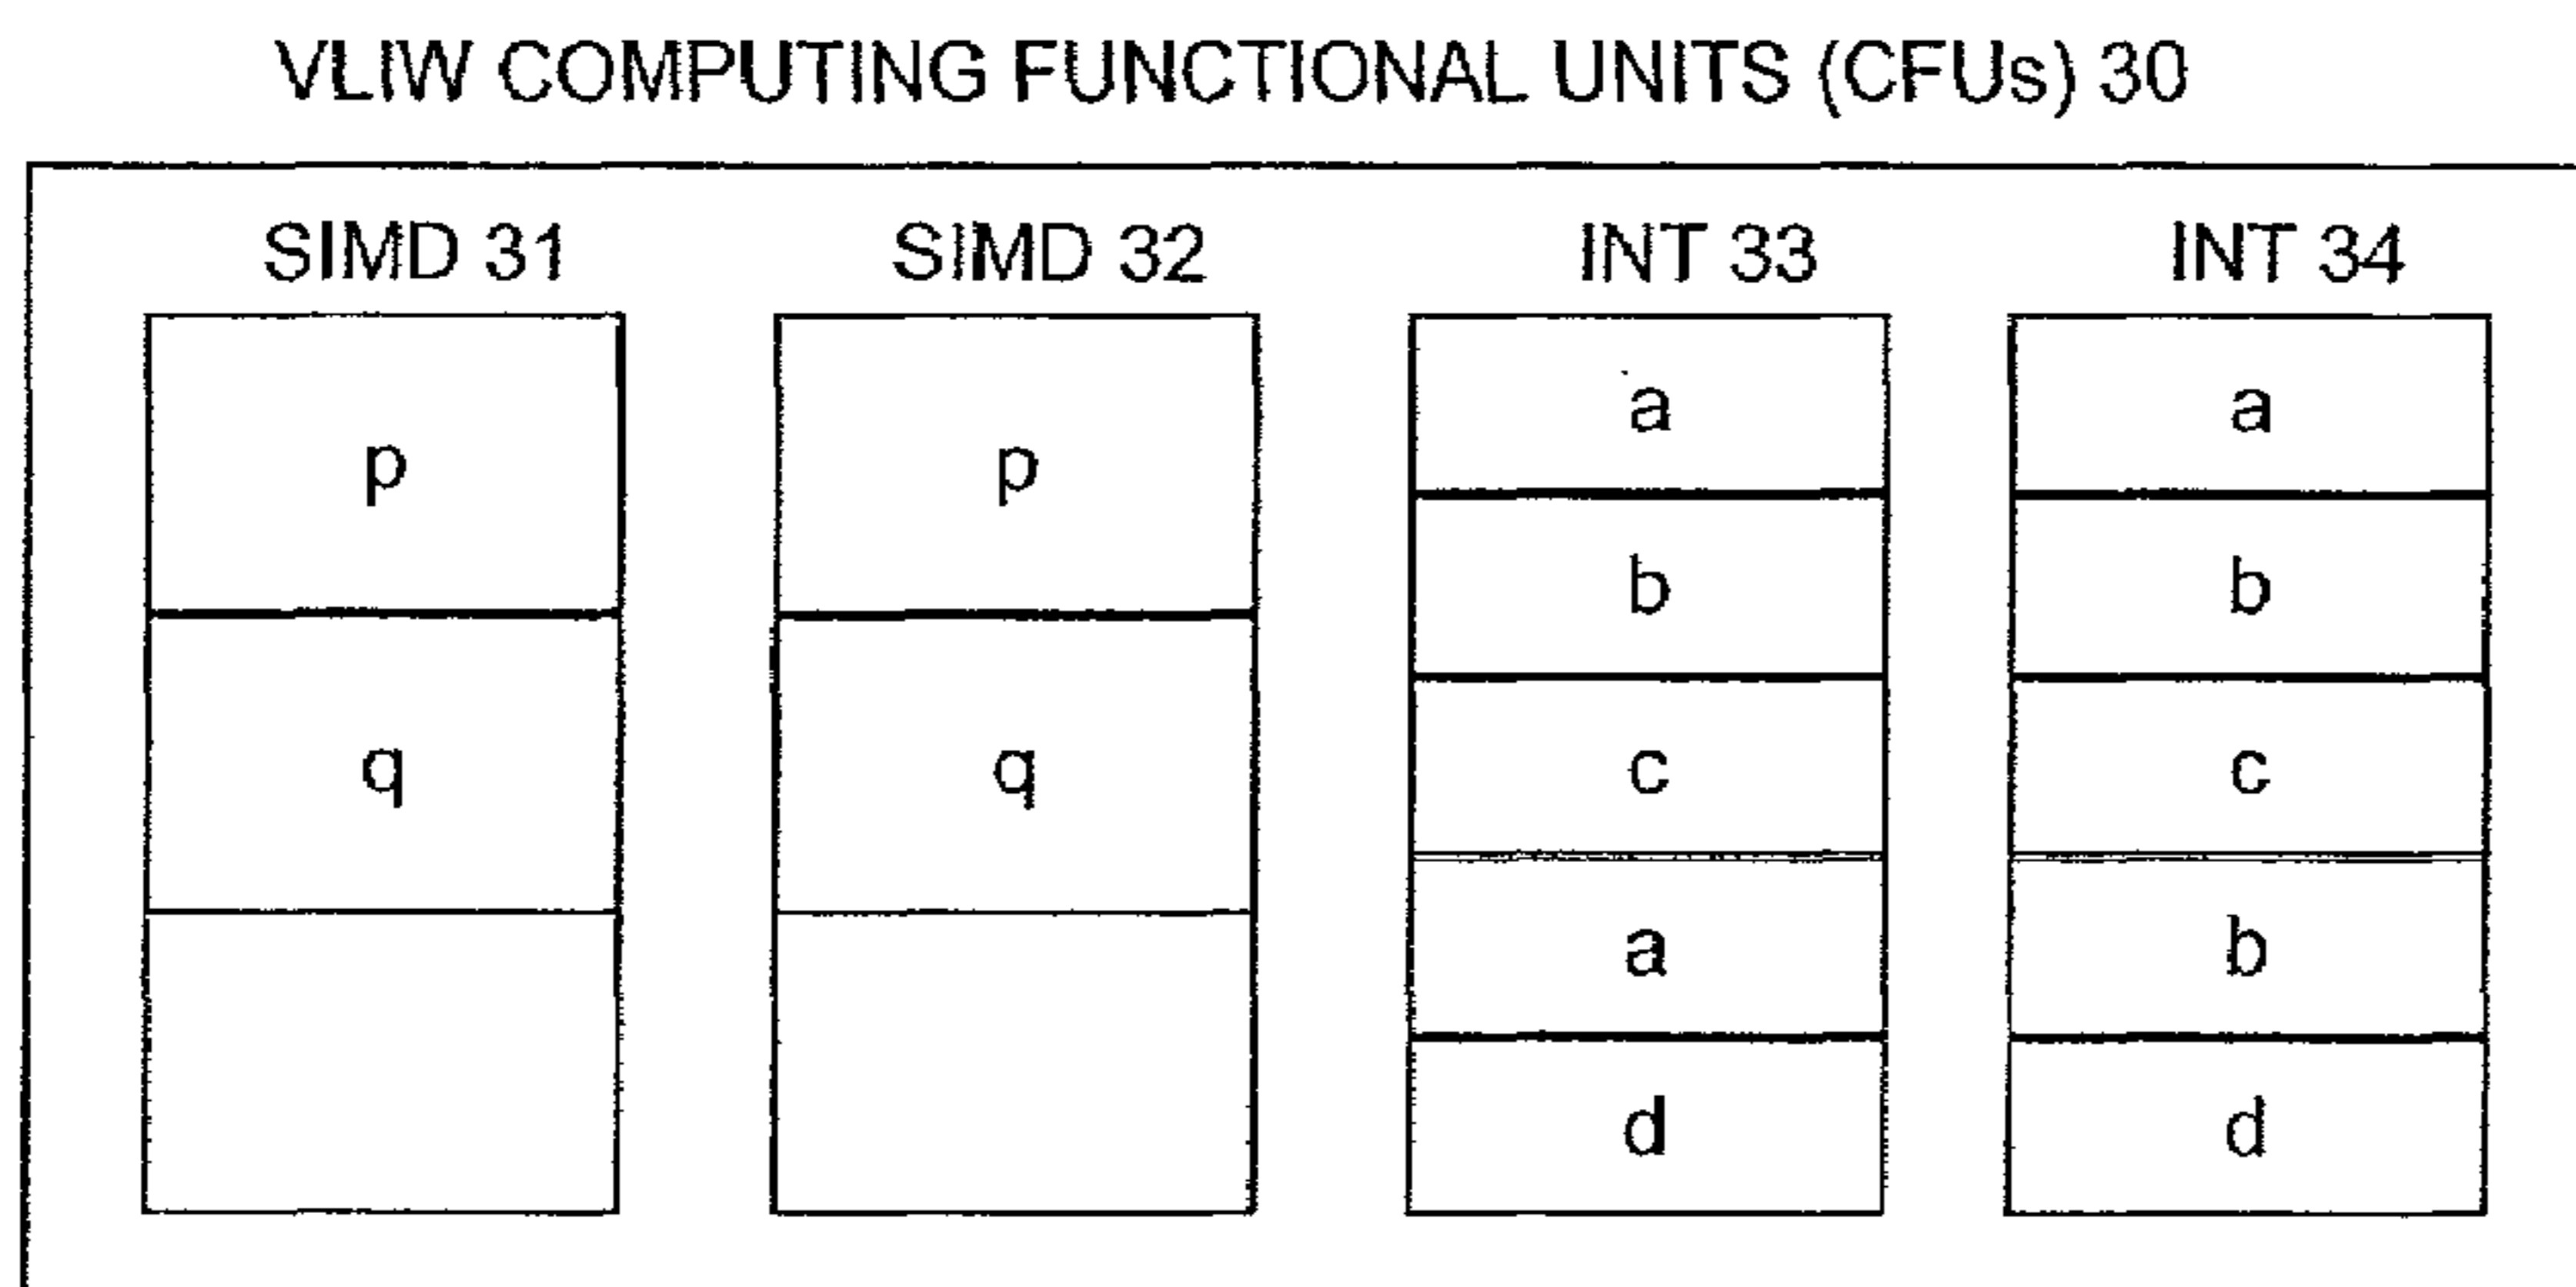 VLIW COMPUTING FUNCTIONAL UNITS (CFUs) 30
SIMD 31 SIMD 32 INT 33 INT 34
a a
p p
b b
q q c c
a b
d d